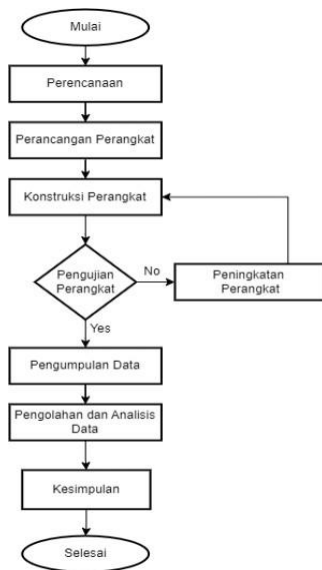 Mulai
Perencanaan
Perancangan Perangkat
Konstruksi Perangkat
Pengujian
Perangkat
No
Peningkatan
Perangkat
Yes
Pengumpulan Data
Pengolahan dan Analisis
Data
Kesimpulan
Selesai